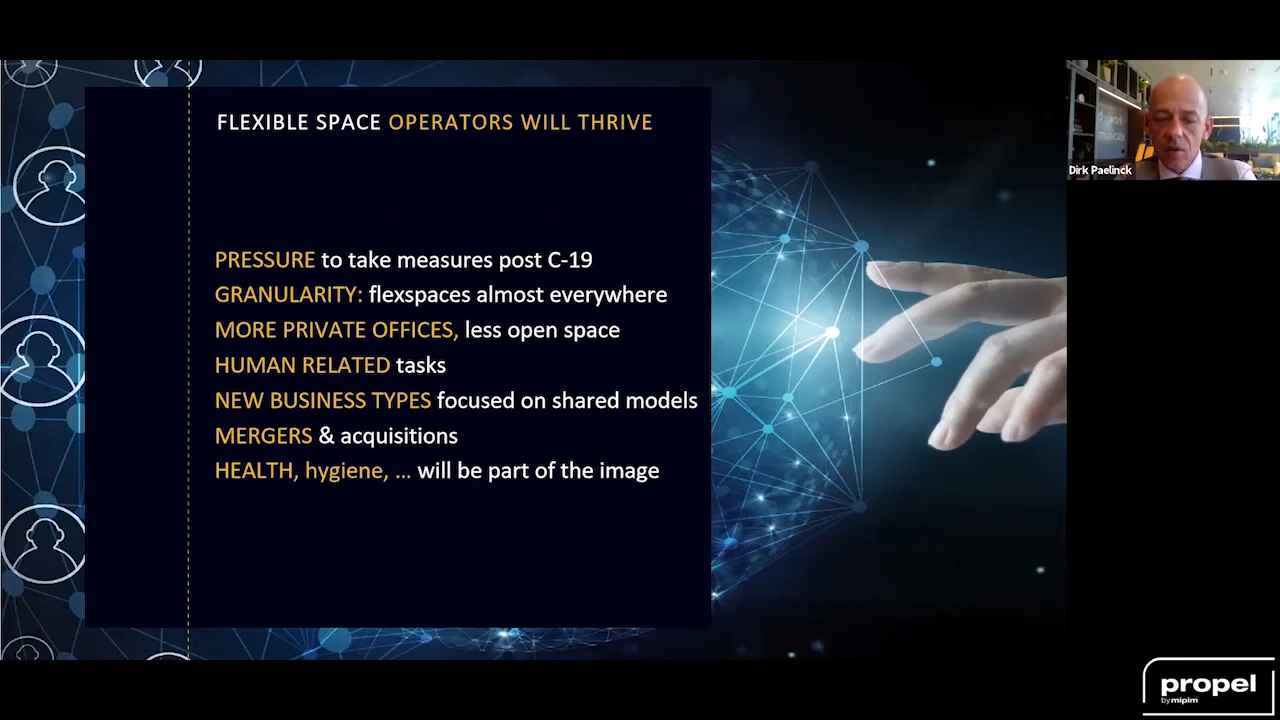 FLEXIBLE SPACE OPERATORS WILL THRIVE
PRESSURE to take measures post C-19
GRANULARITY: flexspaces almost everywhere
MORE PRIVATE OFFICES, less open space
HUMAN RELATED tasks
NEW BUSINESS TYPES focused on shared models
MERGERS & acquisitions
HEALTH, hygiene, ... will be part of the image
Dirk Paelinck
propel
by mipim